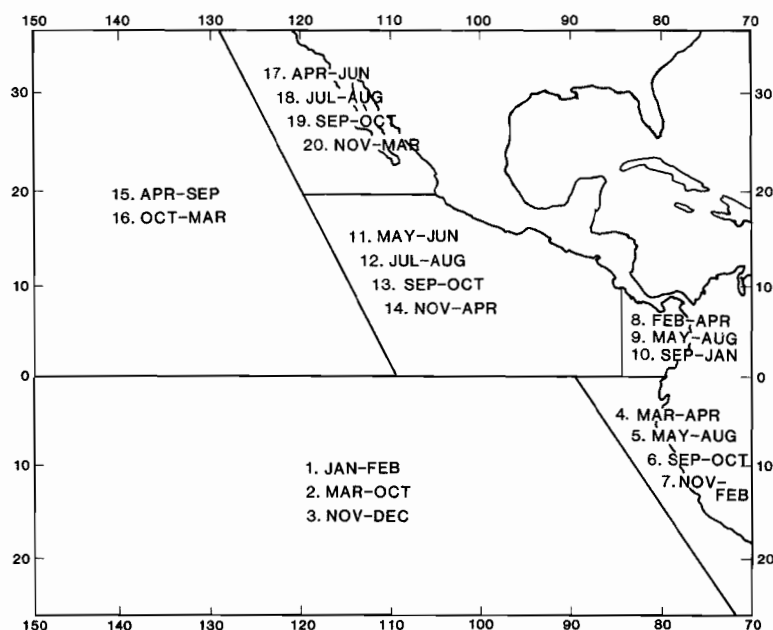 150 140 130 120 110 100 90 80 70
17. APR-JUN
30 30
18. JUL-AUG
19. SEP-OCT
20. NOV-MAR
20 20
15. APR-SEP
16. OCT-MAR
11. MAY-JUN
12. JUL-AUG
13. SEP-OCT
10 10
14. NOV-APR
8. FEB-APR
9. MAY-AUG
10. SEP-JAN
0 0
4. MAR-APR
5. MAY-AUG
6. SEP-OCT
10 10
1. JAN-FEB
7. NOV-
FEB
2. MAR-OCT
3. NOV-DEC
20 20
150 140 130 120 110 100 90 80 70